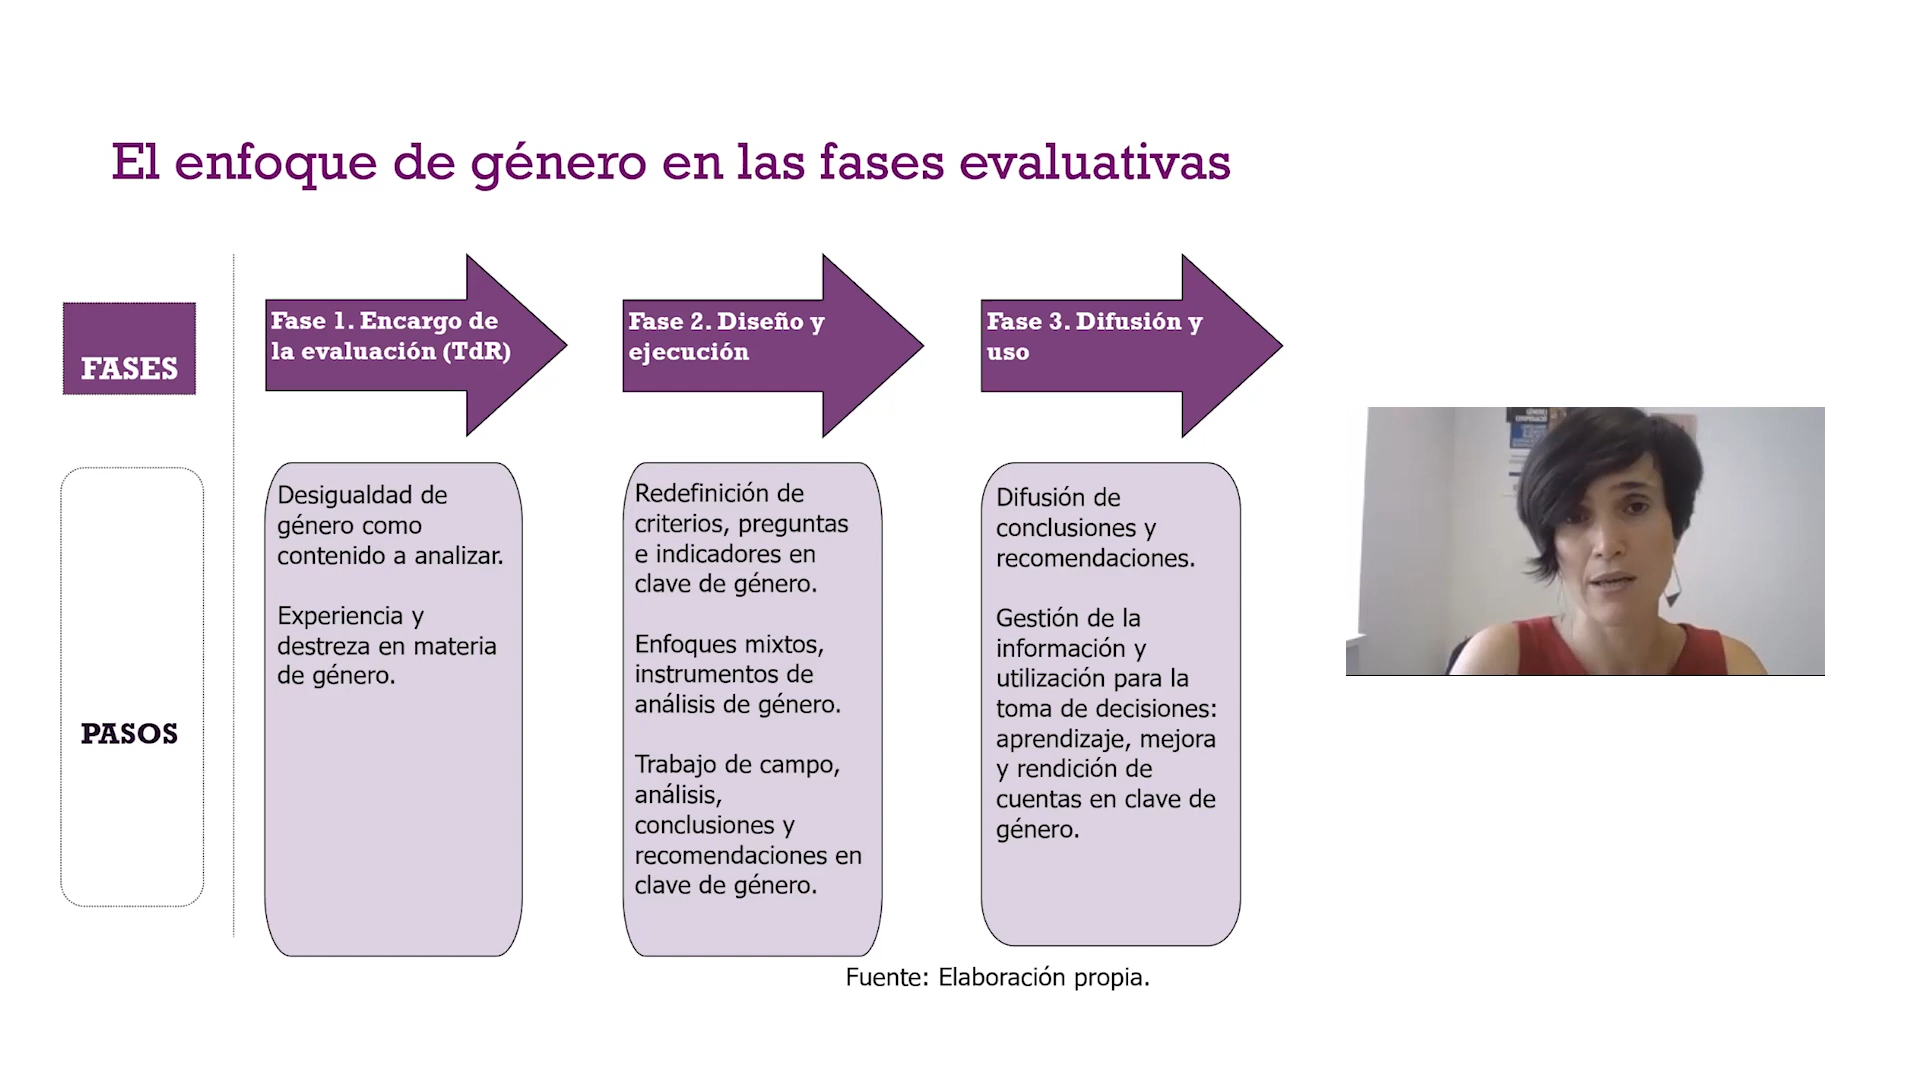 El enfoque de género en las fases evaluativas
FASES
Fase 1. Encargo de
la evaluación (TdR)
Fase 2. Diseño y
ejecución
Fase 3. Difusión y
uso
PASOS
Desigualdad de
género como
contenido a analizar.
Experiencia y
destreza en materia
de género.
Redefinición de
criterios, preguntas
e indicadores en
clave de género.
Enfoques mixtos,
instrumentos de
análisis de género.
Trabajo de campo,
análisis,
conclusiones y
recomendaciones en
clave de género.
Difusión de
conclusiones y
recomendaciones.
Gestión de la
información y
utilización para la
toma de decisiones:
aprendizaje, mejora
y rendición de
cuentas en clave de
género.
Fuente: Elaboración propia.